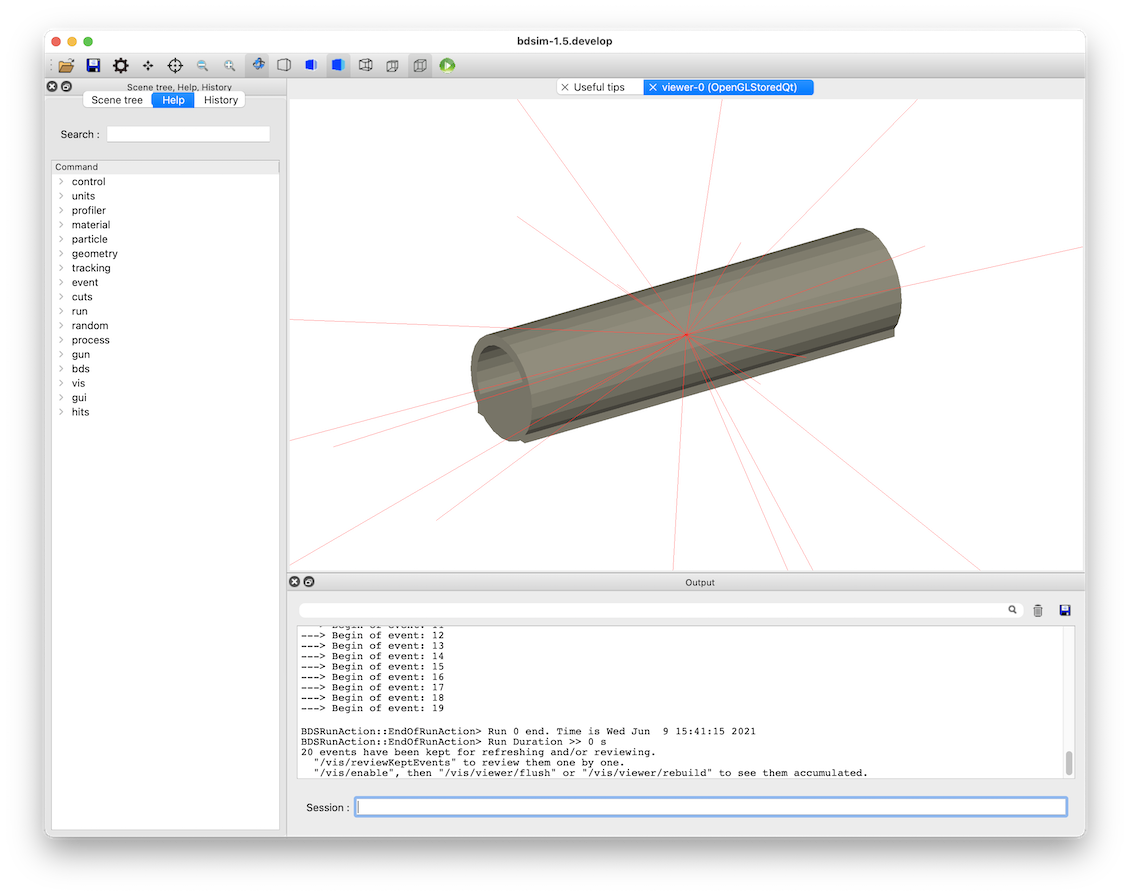 bdsim-1.5.develop
Scene tree, Help, History
Scene tree
Help
History
Search :
Command
control
units
profiler
material
particle
geometry
tracking
event
cuts
run
random
process
gun
bds
vis
gui
hits
Useful tips
viewer-0 (OpenGLStoredQt)
Output
---> Begin of event: 11
---> Begin of event: 12
---> Begin of event: 13
---> Begin of event: 14
---> Begin of event: 15
---> Begin of event: 16
---> Begin of event: 17
---> Begin of event: 18
---> Begin of event: 19
BDSRunAction::EndOfRunAction> Run 0 end. Time is Wed Jun  9 15:41:15 2021
BDSRunAction::EndOfRunAction> Run Duration >> 0 s
20 events have been kept for refreshing and/or reviewing.
"/vis/reviewKeptEvents" to review them one by one.
"/vis/enable", then "/vis/viewer/flush" or "/vis/viewer/rebuild" to see them accumulated.
Session :